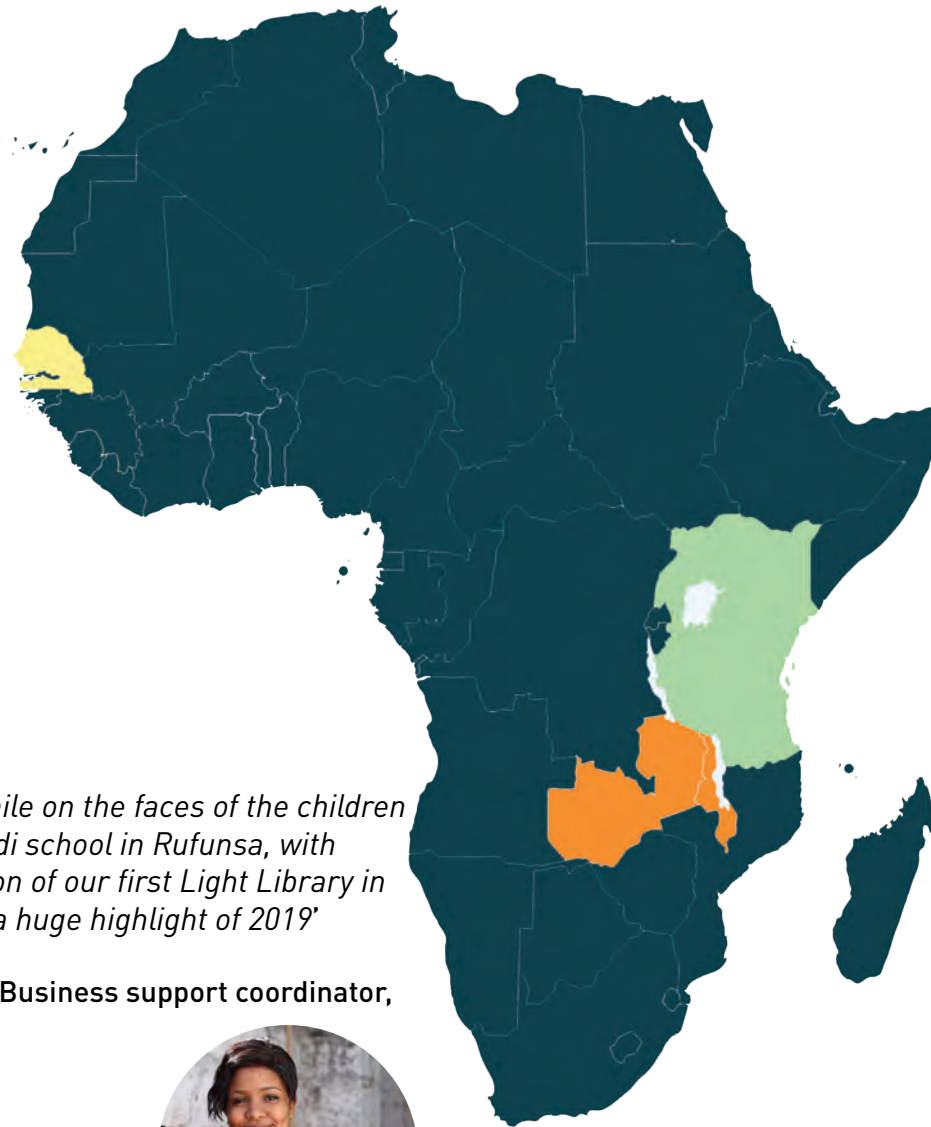 ile on the faces of the children
di school in Rufunsa, with
on of our first Light Library in
a huge highlight of 2019’
Business support coordinator,